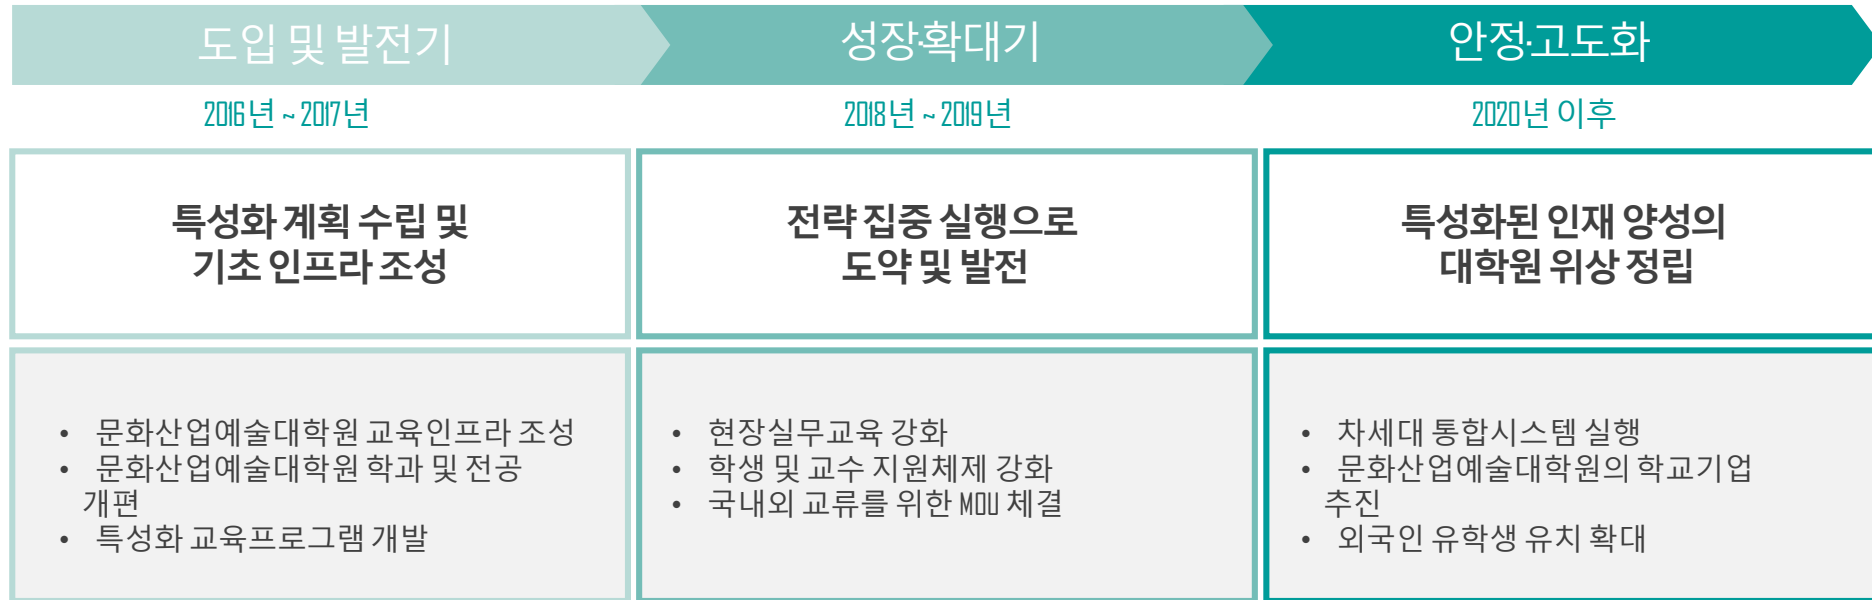 도입 및 발전기
성장·확대기
안정·고도화
2016년 ~ 2017년
2018년 ~ 2019년
2020년 이후
특성화 계획 수립 및
기초 인프라 조성
전략 집중 실행으로
도약 및 발전
특성화된 인재 양성의
대학원 위상 정립
• 문화산업예술대학원 교육인프라 조성
• 문화산업예술대학원 학과 및 전공
개편
• 특성화 교육프로그램 개발
• 현장실무교육 강화
• 학생 및 교수 지원체제 강화
• 국내외 교류를 위한 MOU 체결
• 차세대 통합시스템 실행
• 문화산업예술대학원의 학교기업
추진
• 외국인 유학생 유치 확대